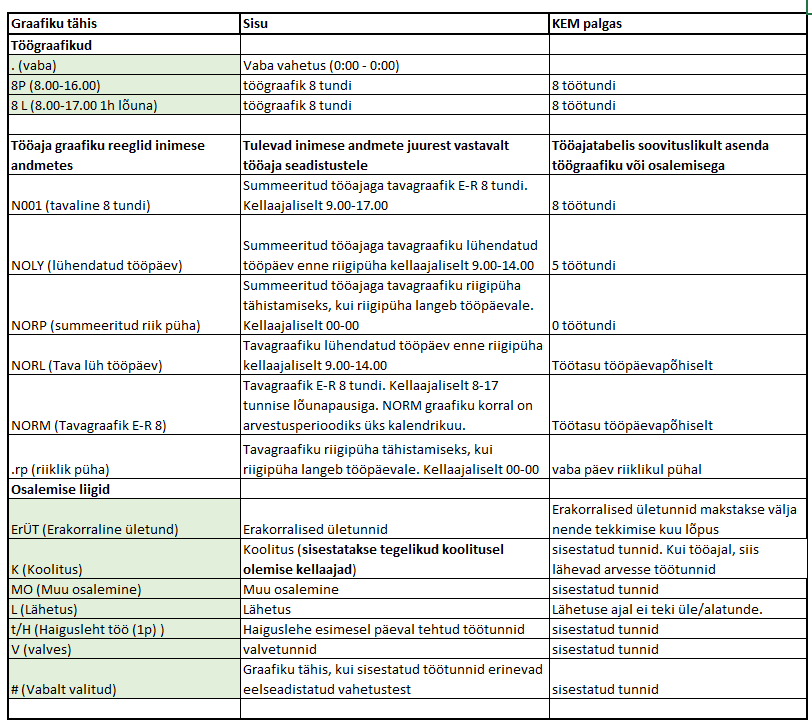 Graafiku tähis Sisu KEM palgas
Töögraafikud
. (vaba) Vaba vahetus (0:00 - 0:00)
8P (8.00-16.00) töögraafik 8 tundi 8 töötundi
8 L (8.00-17.00 1h lõuna) töögraafik 8 tundi 8 töötundi
Tööaja graafiku reeglid inimese
andmetes
Tulevad inimese andmete juurest vastavalt
tööaja seadistustele
Tööajatabelis soovituslikult asenda
töögraafiku või osalemisega
N001 (tavaline 8 tundi)
Summeeritud tööajaga tavagraafik E-R 8 tundi.
Kellaajaliselt 9.00-17.00
8 töötundi
NOLY (lühendatud tööpäev)
Summeeritud tööajaga tavagraafiku lühendatud
tööpäev enne riigipüha kellaajaliselt 9.00-14.00
5 töötundi
NORP (summeeritud riik püha)
Summeeritud tööajaga tavagraafiku riigipüha
tähistamiseks, kui riigipüha langeb tööpäevale.
Kellaajaliselt 00-00
0 töötundi
NORL (Tava lüh tööpäev)
Tavagraafiku lühendatud tööpäev enne riigipüha
kellaajaliselt 9.00-14.00
Töötasu tööpäevapõhiselt
NORM (Tavagraafik E-R 8)
Tavagraafik E-R 8 tundi. Kellaajaliselt 8-17
tunnise lõunapausiga. NORM graafiku korral on
arvestusperioodiks üks kalendrikuu.
Töötasu tööpäevapõhiselt
.rp (riiklik püha)
Tavagraafiku riigipüha tähistamiseks, kui
riigipüha langeb tööpäevale. Kellaajaliselt 00-00
vaba päev riiklikul pühal
Osalemise liigid
ErÜT (Erakorraline ületund)
Erakorralised ületunnid
Erakorralised ületunnid makstakse välja
nende tekkimise kuu lõpus
K (Koolitus)
Koolitus (sisestatakse tegelikud koolitusel
olemise kellaajad)
sisestatud tunnid. Kui tööajal, siis
lähevad arvesse töötunnid
MO (Muu osalemine) Muu osalemine sisestatud tunnid
L (Lähetus) Lähetus Lähetuse ajal ei teki üle/alatunde.
t/H (Haigusleht töö (1p) ) Haiguslehe esimesel päeval tehtud töötunnid sisestatud tunnid
V (valves) valvetunnid sisestatud tunnid
# (Vabalt valitud)
Graafiku tähis, kui sisestatud töötunnid erinevad
eelseadistatud vahetustest
sisestatud tunnid